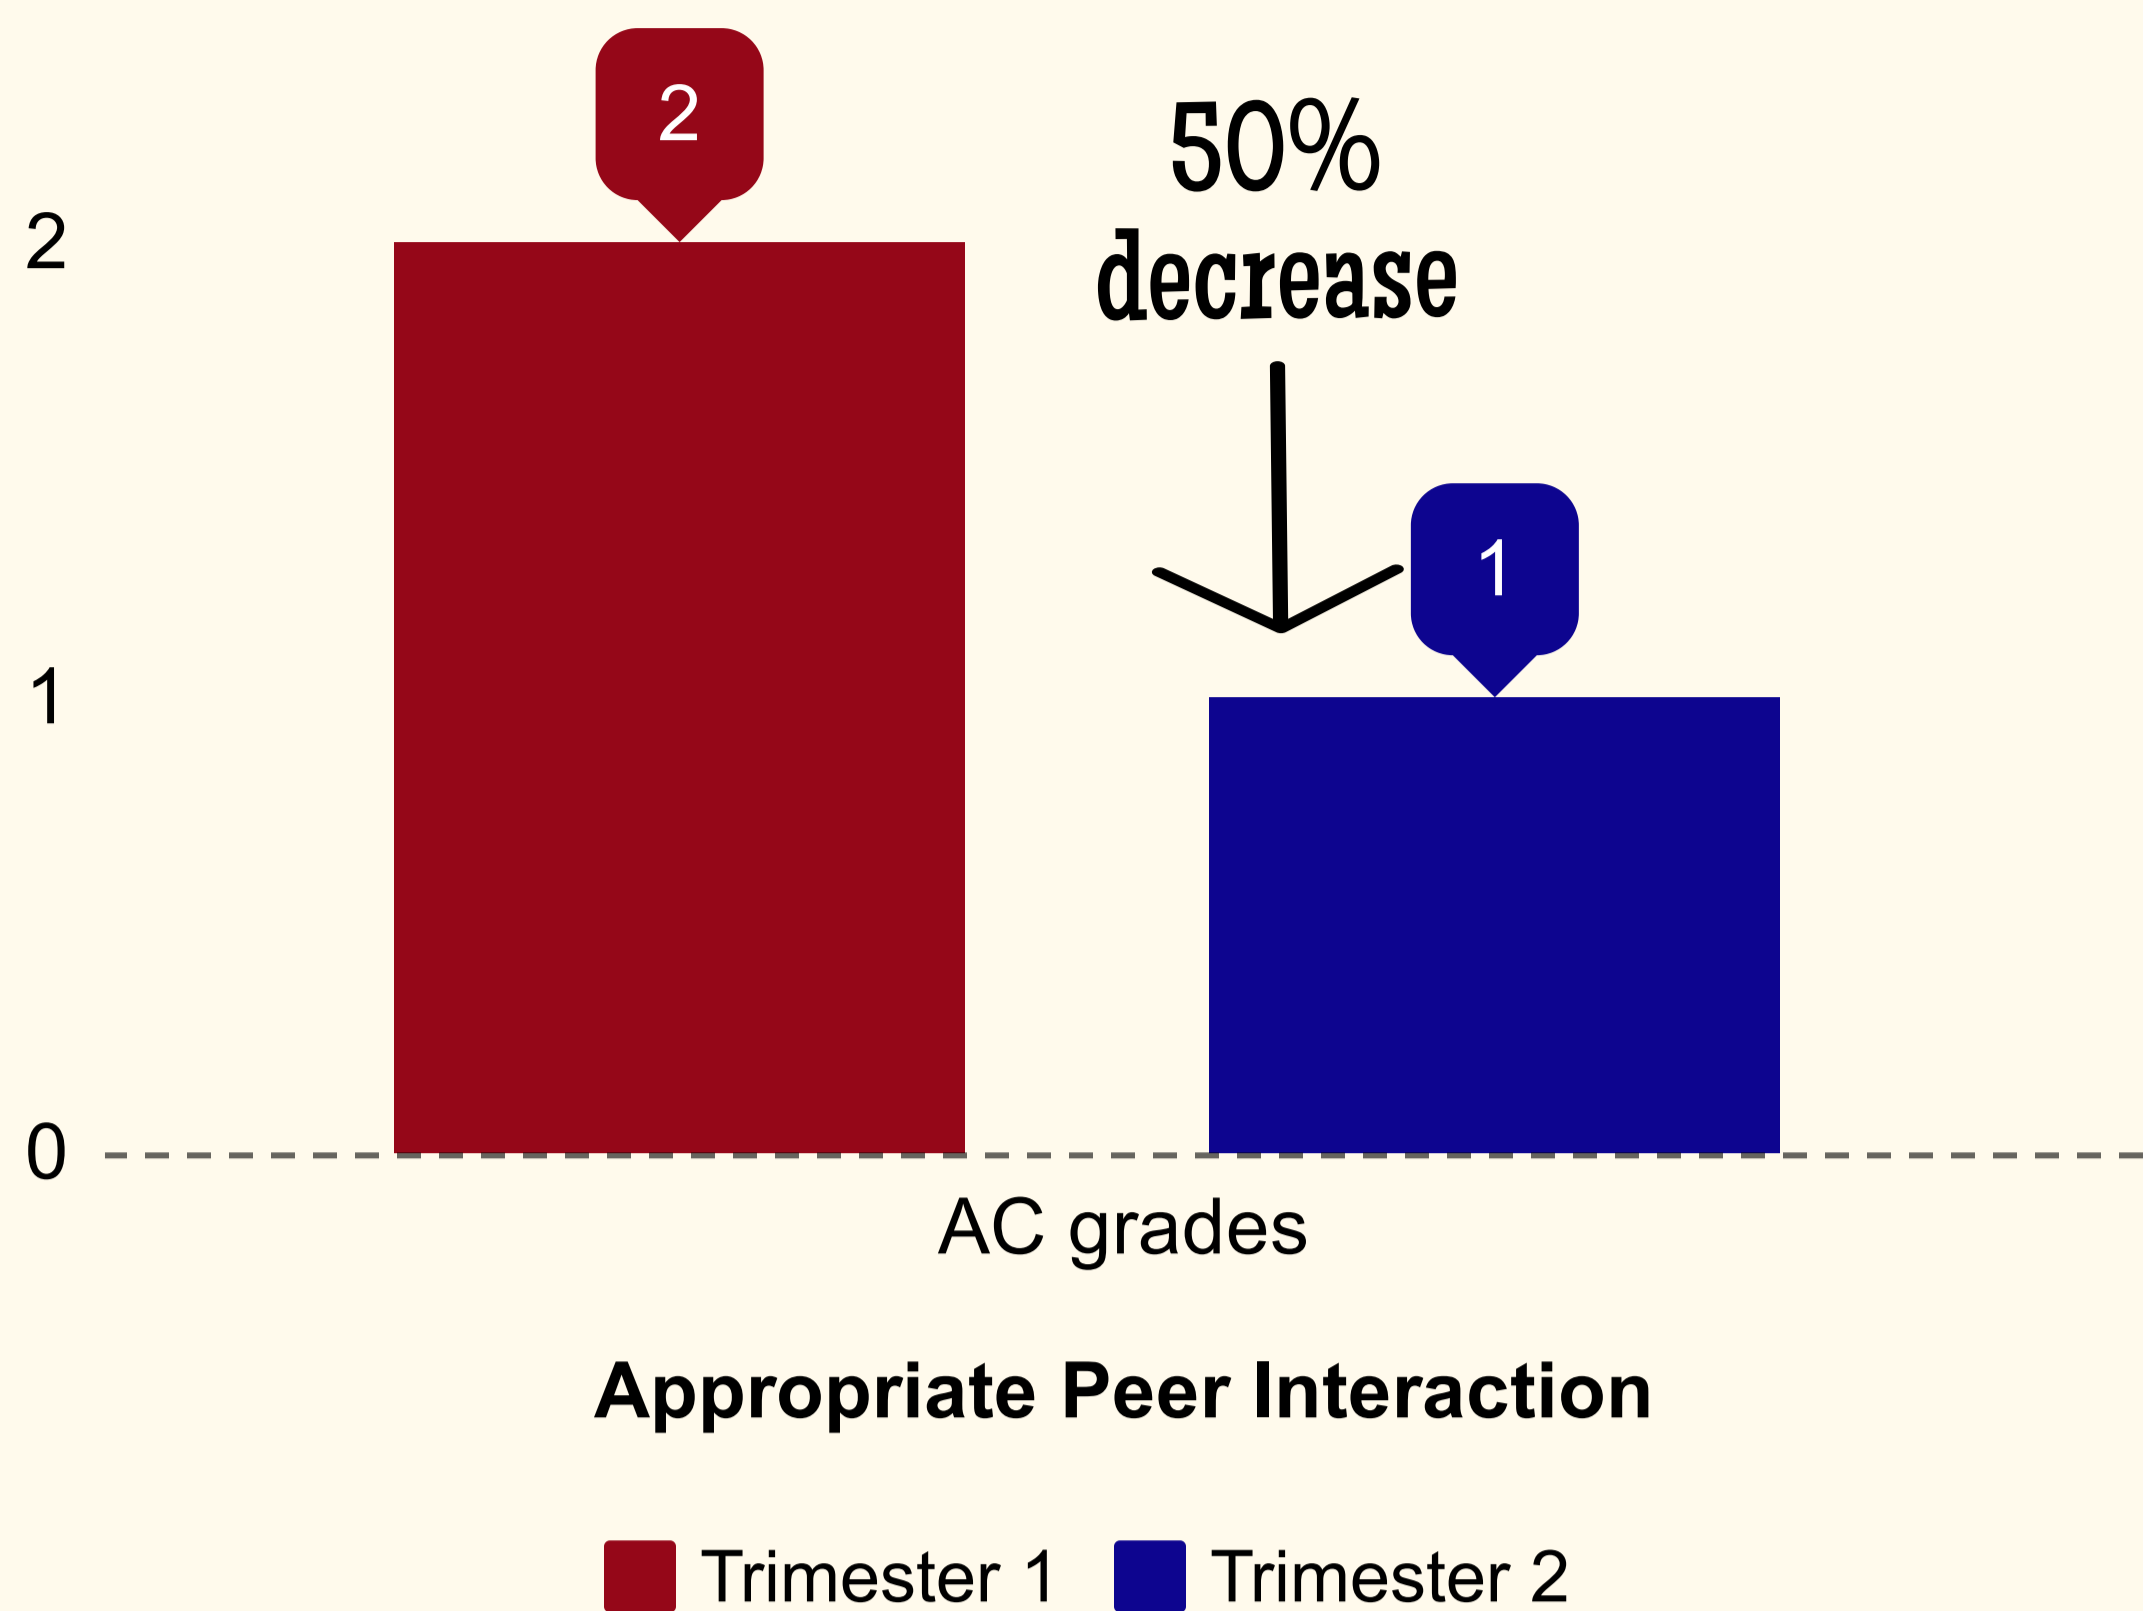 2
50%
decrease
2
1
1
0
AC grades
Appropriate Peer Interaction
Trimester 1
Trimester 2